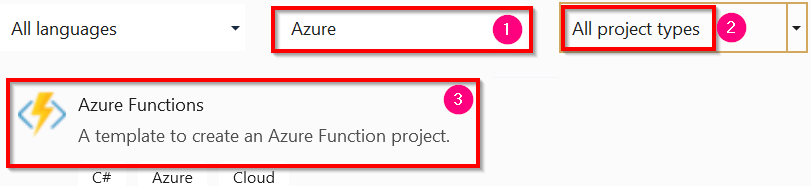 All languages
Azure
1
All project types
2
Azure Functions
3
A template to create an Azure Function project.
C# Azure Cloud